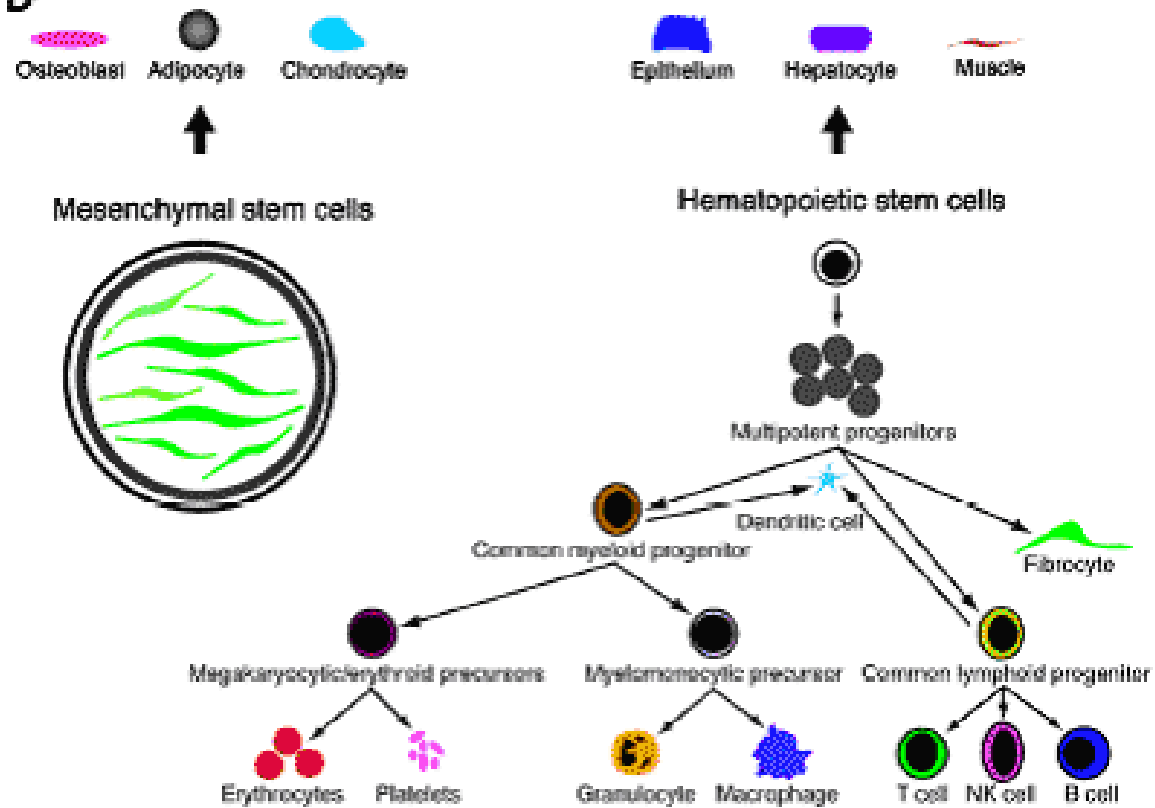 Osteoblast Adipocyte Chondrocyte Epithelium Hepatocyte Muscle
Mesenchymal stem cells
Hematopoietic stem cells
Multipotent progenitors
Dendritic cell
Common myeloid progenitor
Fibrocyte
Megakaryocytic/erythroid precursors Myelomonocytic precursor Common lymphoid progenitor
Erythrocytes Platelets Granulocyte Macrophage T cell NK cell B cell